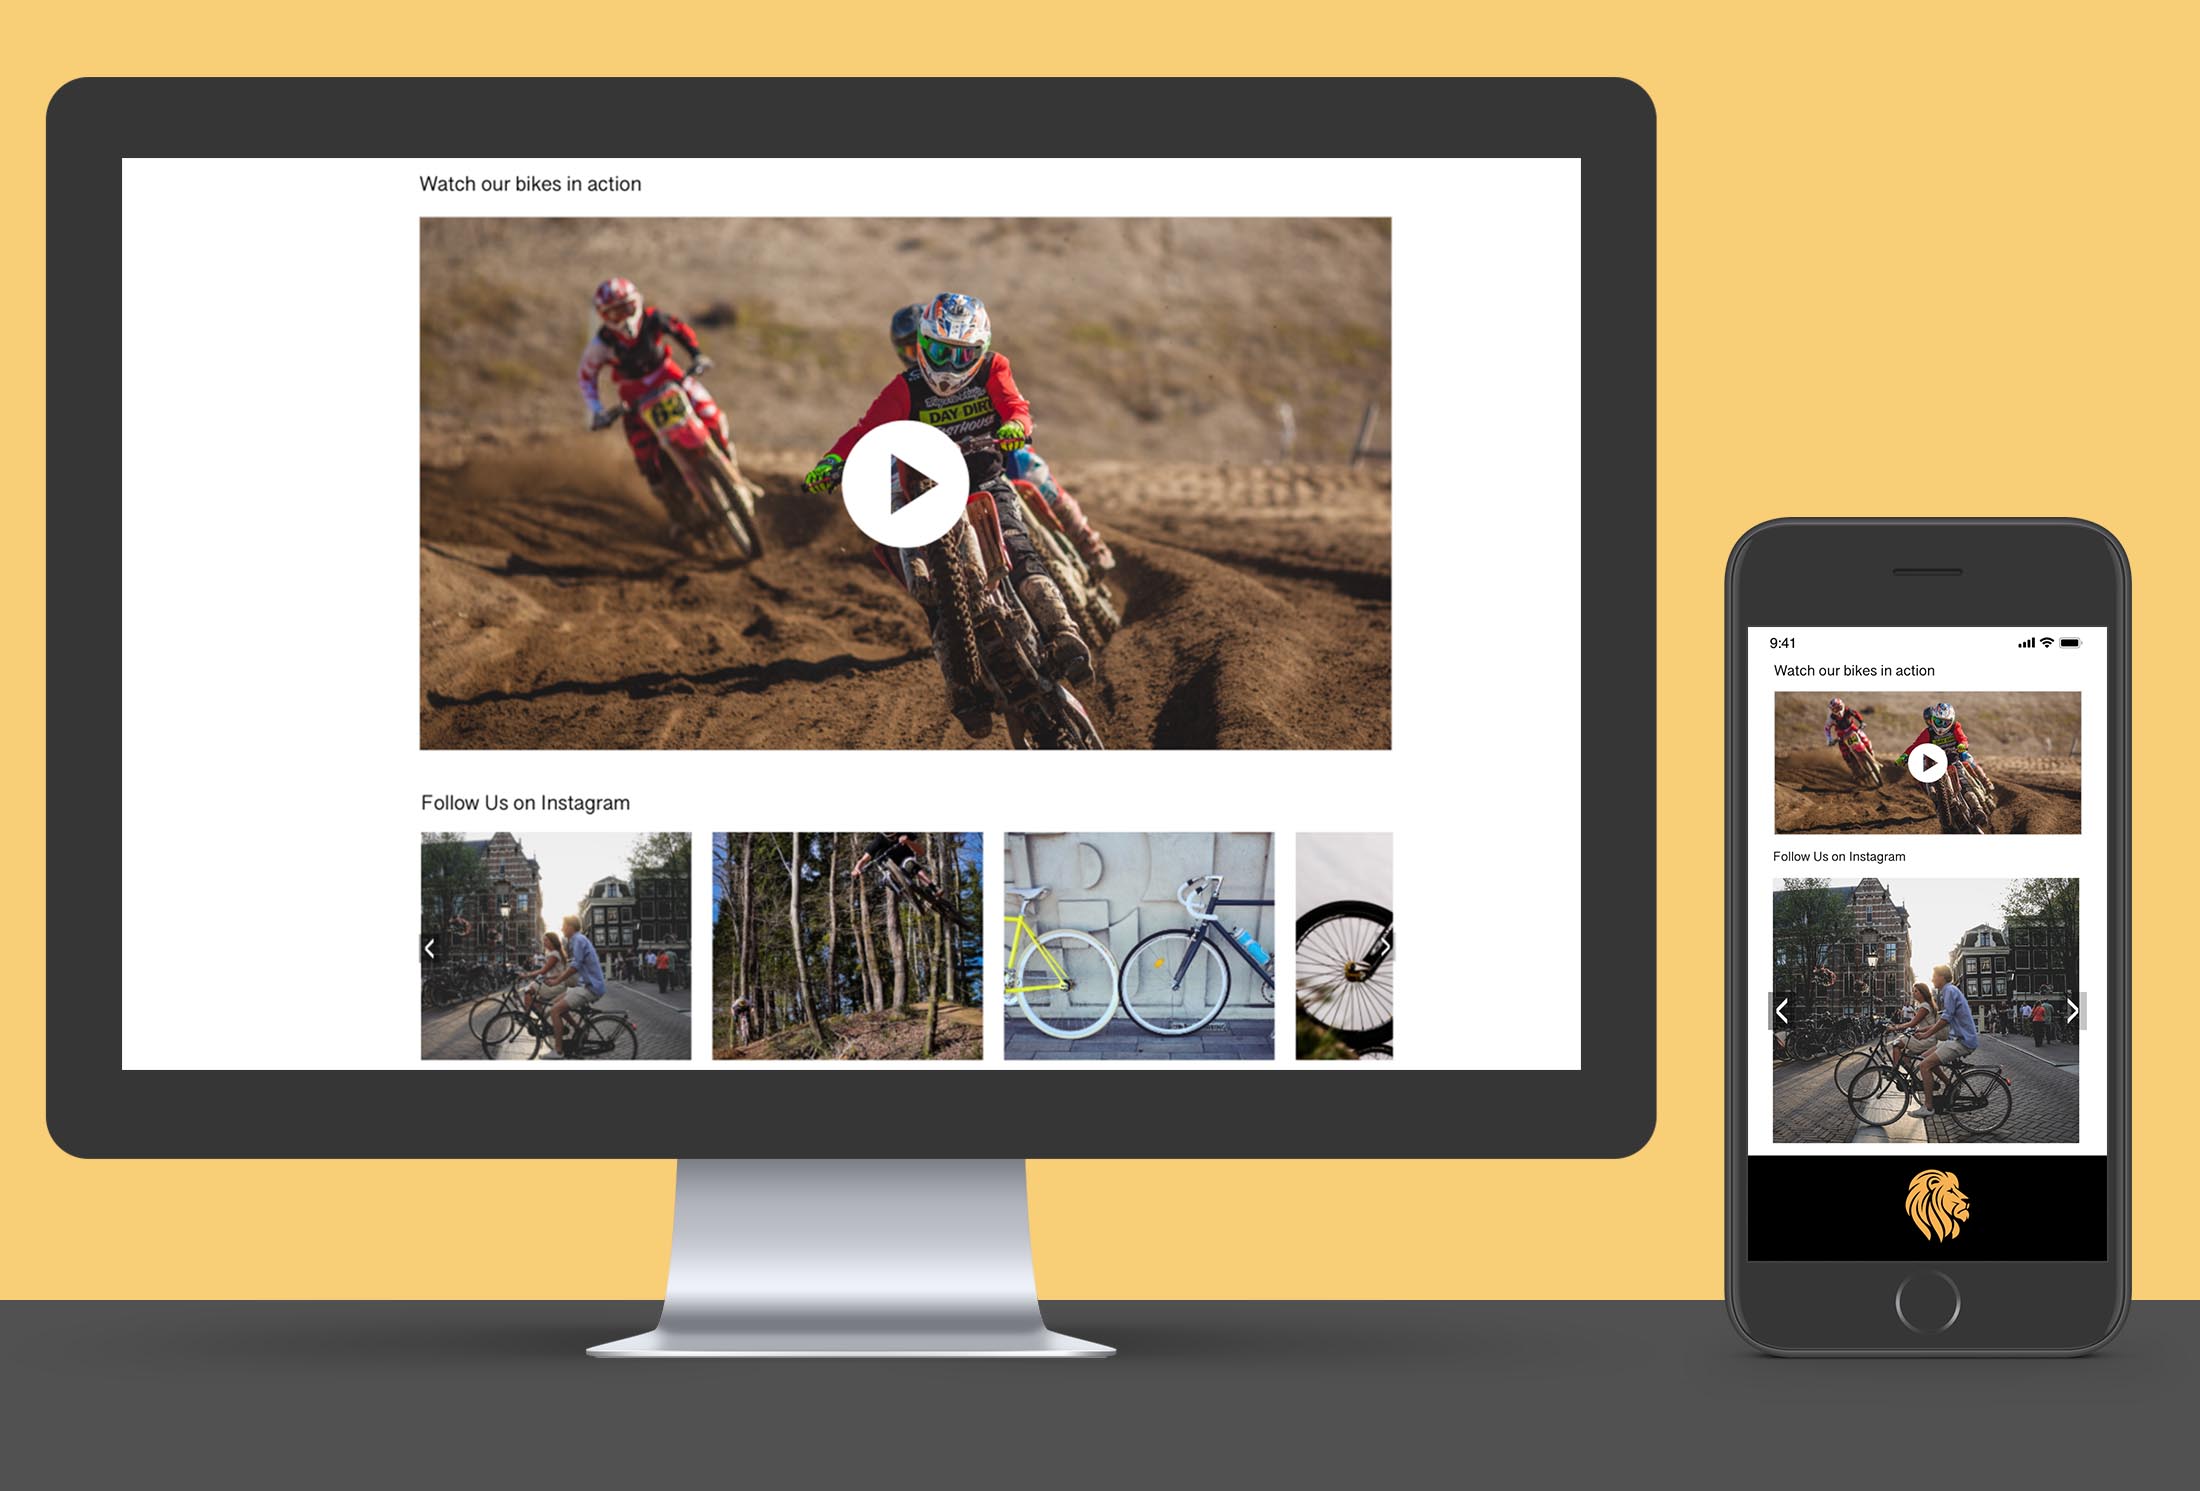 Watch our bikes in action
DAY DIRT
Follow Us on Instagram
9:41
Watch our bikes in action
Follow Us on Instagram